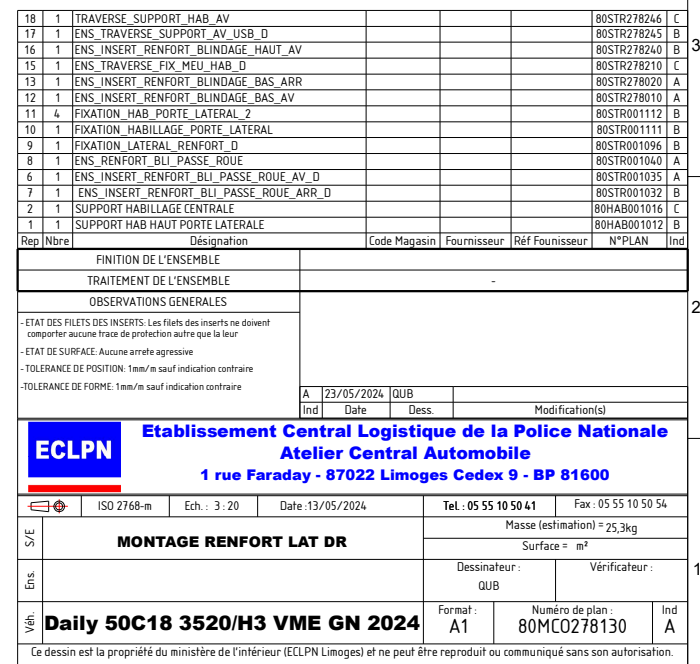 18 1 TRAVERSE_SUPPORT_HAB_AV 80STR278246 C
17 1 ENS_TRAVERSE_SUPPORT_AV_USB_D 80STR278245 B
16 1 ENS_INSERT_RENFORT_BLINDAGE_HAUT_AV 80STR278240 B
15 1 ENS_TRAVERSE_FIX_MEU_HAB_D 80STR278210 C
13 1 ENS_INSERT_RENFORT_BLINDAGE_BAS_ARR 80STR278020 A
12 1 ENS_INSERT_RENFORT_BLINDAGE_BAS_AV 80STR278010 A
11 4 FIXATION_HAB_PORTE_LATERAL_2 80STR001112 B
10 1 FIXATION_HABILLAGE_PORTE_LATERAL 80STR001111 B
9 1 FIXATION_LATERAL_RENFORT_D 80STR001096 B
8 1 ENS_RENFORT_BLI_PASSE_ROUE 80STR001040 A
6 1 ENS_INSERT_RENFORT_BLI_PASSE_ROUE_AV_D 80STR001035 A
7 1 ENS_INSERT_RENFORT_BLI_PASSE_ROUE_ARR_D 80STR001032 B
2 1 SUPPORT HABILLAGE CENTRALE 80HAB001016 C
1 1 SUPPORT HAB HAUT PORTE LATERALE 80HAB001012 B
Rep Nbre Désignation Code Magasin Fournisseur Réf Founisseur N°PLAN Ind
3
FINITION DE L'ENSEMBLE
TRAITEMENT DE L'ENSEMBLE -
OBSERVATIONS GENERALES
2
- ETAT DES FILETS DES INSERTS: Les filets des inserts ne doivent
comporter aucune trace de protection autre que la leur
- ETAT DE SURFACE: Aucune arrete agressive
- TOLERANCE DE POSITION: 1mm/m sauf indication contraire
-TOLERANCE DE FORME: 1mm/m sauf indication contraire
A 23/05/2024 QUB
Ind Date Dess. Modification(s)
ECLPN
Etablissement Central Logistique de la Police Nationale
Atelier Central Automobile
1 rue Faraday - 87022 Limoges Cedex 9 - BP 81600
ISO 2768-m Ech. : 3 : 20 Date :13/05/2024 Tel. : 05 55 10 50 41 Fax : 05 55 10 50 54
S/E MONTAGE RENFORT LAT DR
Masse (estimation) = 25,3kg
Surface = m²
1
Ens.
Dessinateur : Vérificateur :
QUB
Véh. Daily 50C18 3520/H3 VME GN 2024
Format : Numéro de plan : Ind
A1 80MCO278130 A
Ce dessin est la propriété du ministère de l'intérieur (ECLPN Limoges) et ne peut être reproduit ou communiqué sans son autorisation.